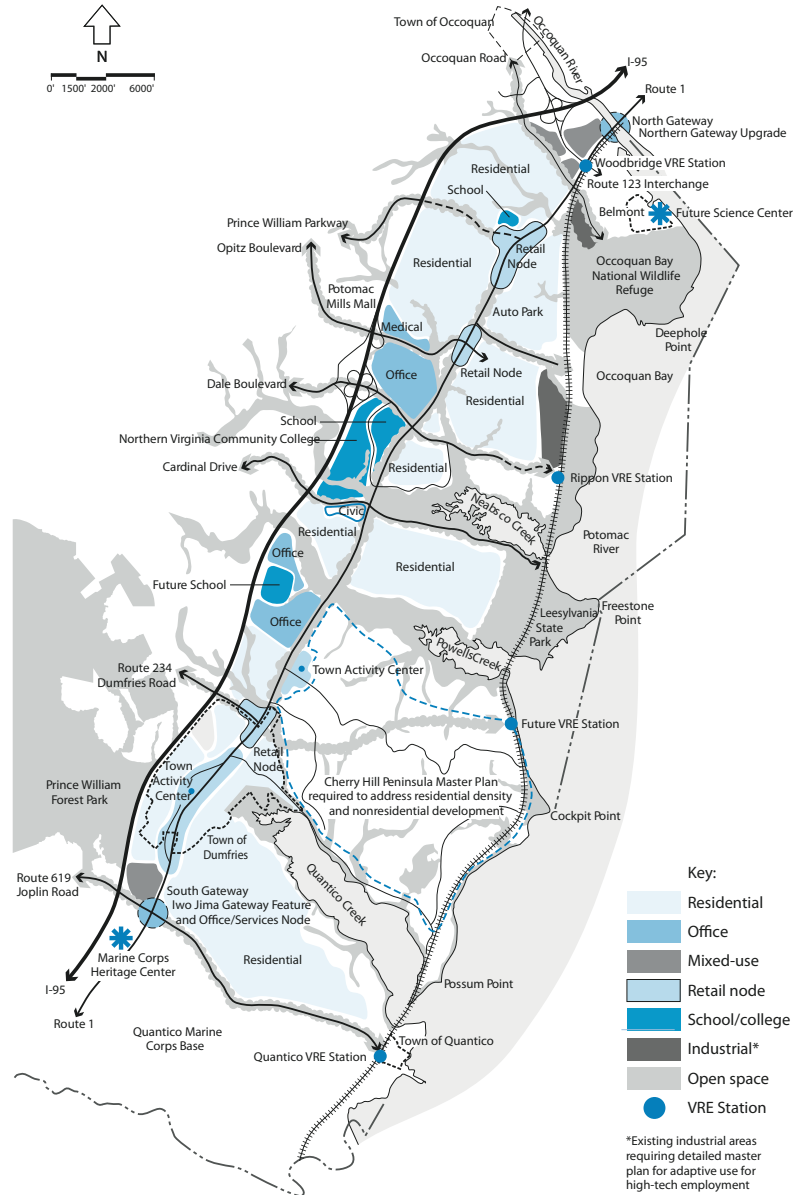 Town of Occoquan
Occoquan River
Occoquan Road
I-95
N
0 1500' 2000' 6000'
Route 1
North Gateway
Northern Gateway Upgrade
Woodbridge VRE Station
Residential
Route 123 Interchange
School
Belmont
Future Science Center
Prince William Parkway
Opitz Boulevard
Retail
Node
Residential
Occoquan Bay
National Wildlife
Refuge
Potomac
Mills Mall
Auto Park
Medical
Deephole
Point
Retail Node
Office
Occoquan Bay
Dale Boulevard
Residential
School
Northern Virginia Community College
Cardinal Drive
Residential
Rippon VRE Station
Neabsco Creek
Civic
Residential
Potomac
River
Office
Residential
Future School
Office
Leesylvania
State
Park
Freestone
Point
Powells Creek
Route 234
Dumfries Road
Town Activity Center
Future VRE Station
Retail
Node
Town
Activity
Center
Prince William
Forest Park
Cherry Hill Peninsula Master Plan
required to address residential density
and nonresidential development
Cockpit Point
Town of
Dumfries
Quantico Creek
Route 619
Joplin Road
South Gateway
Iwo Jima Gateway Feature
and Office/Services Node
Marine Corps
Heritage Center
Residential
I-95
Possum Point
Route 1
Quantico Marine
Corps Base
Town of Quantico
Quantico VRE Station
Key:
Residential
Office
Mixed-use
Retail node
School/college
Industrial*
Open space
VRE Station
*Existing industrial areas
requiring detailed master
plan for adaptive use for
high-tech employment